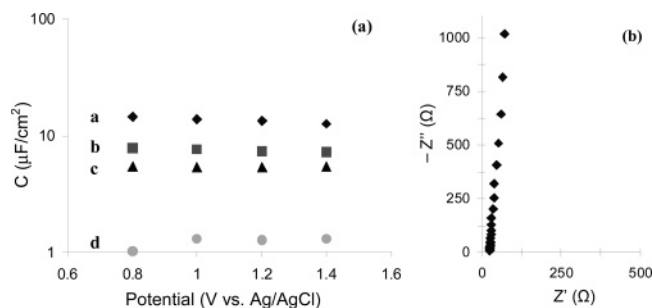 (a)
100
10
1
C (μF/cm²)
a
b
c
d
0.6 0.8 1 1.2 1.4 1.6
Potential (V vs. Ag/AgCl)
(b)
1000
750
500
250
0
– Z'' (Ω)
0 250 500
Z' (Ω)